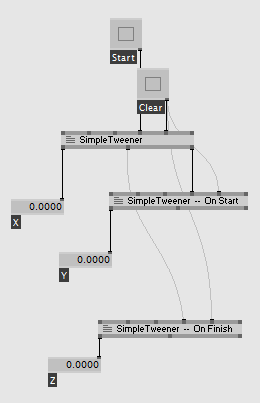 Start
Clear
SimpleTweener
0.0000
X
SimpleTweener -- On Start
0.0000
Y
SimpleTweener -- On Finish
0.0000
Z